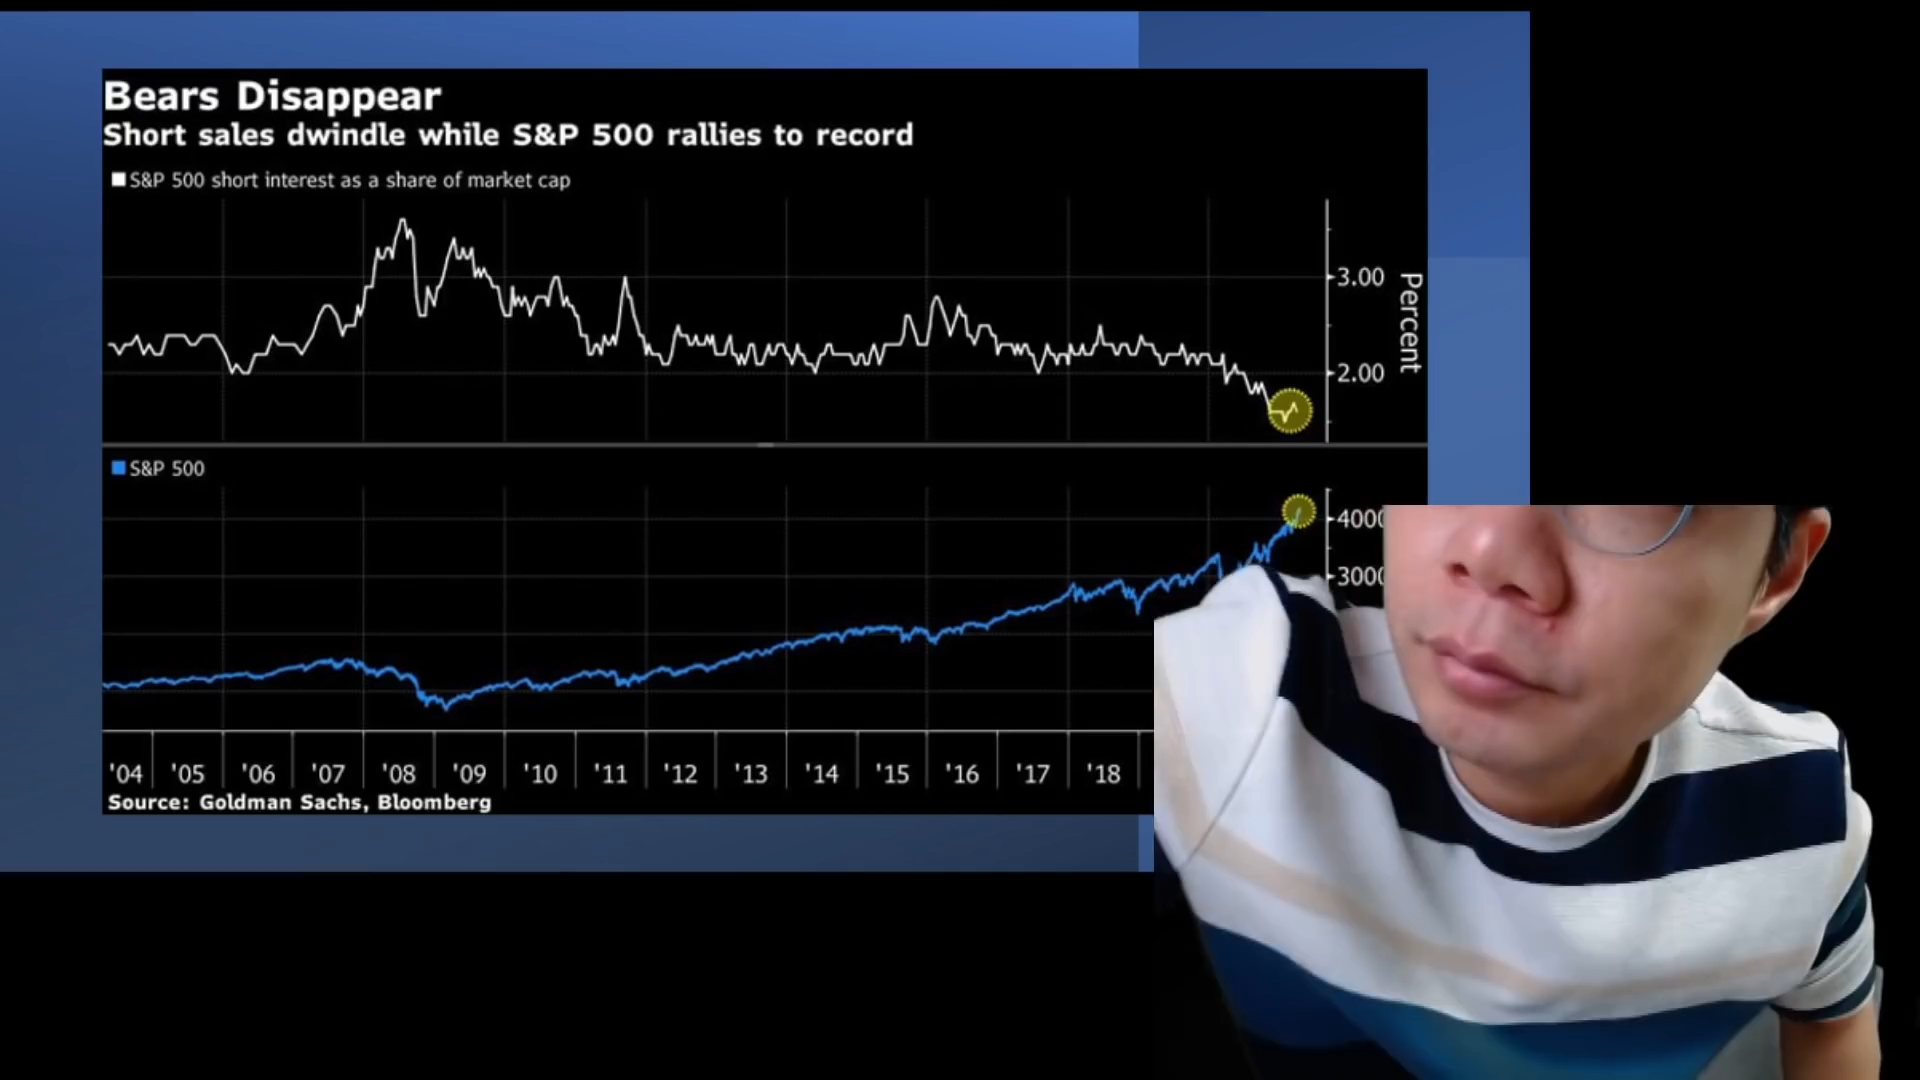 Bears Disappear
Short sales dwindle while S&P 500 rallies to record
S&P 500 short interest as a share of market cap
3.00
2.00
Percent
S&P 500
4000
3000
'04 '05 '06 '07 '08 '09 '10 '11 '12 '13 '14 '15 '16 '17 '18
Source: Goldman Sachs, Bloomberg